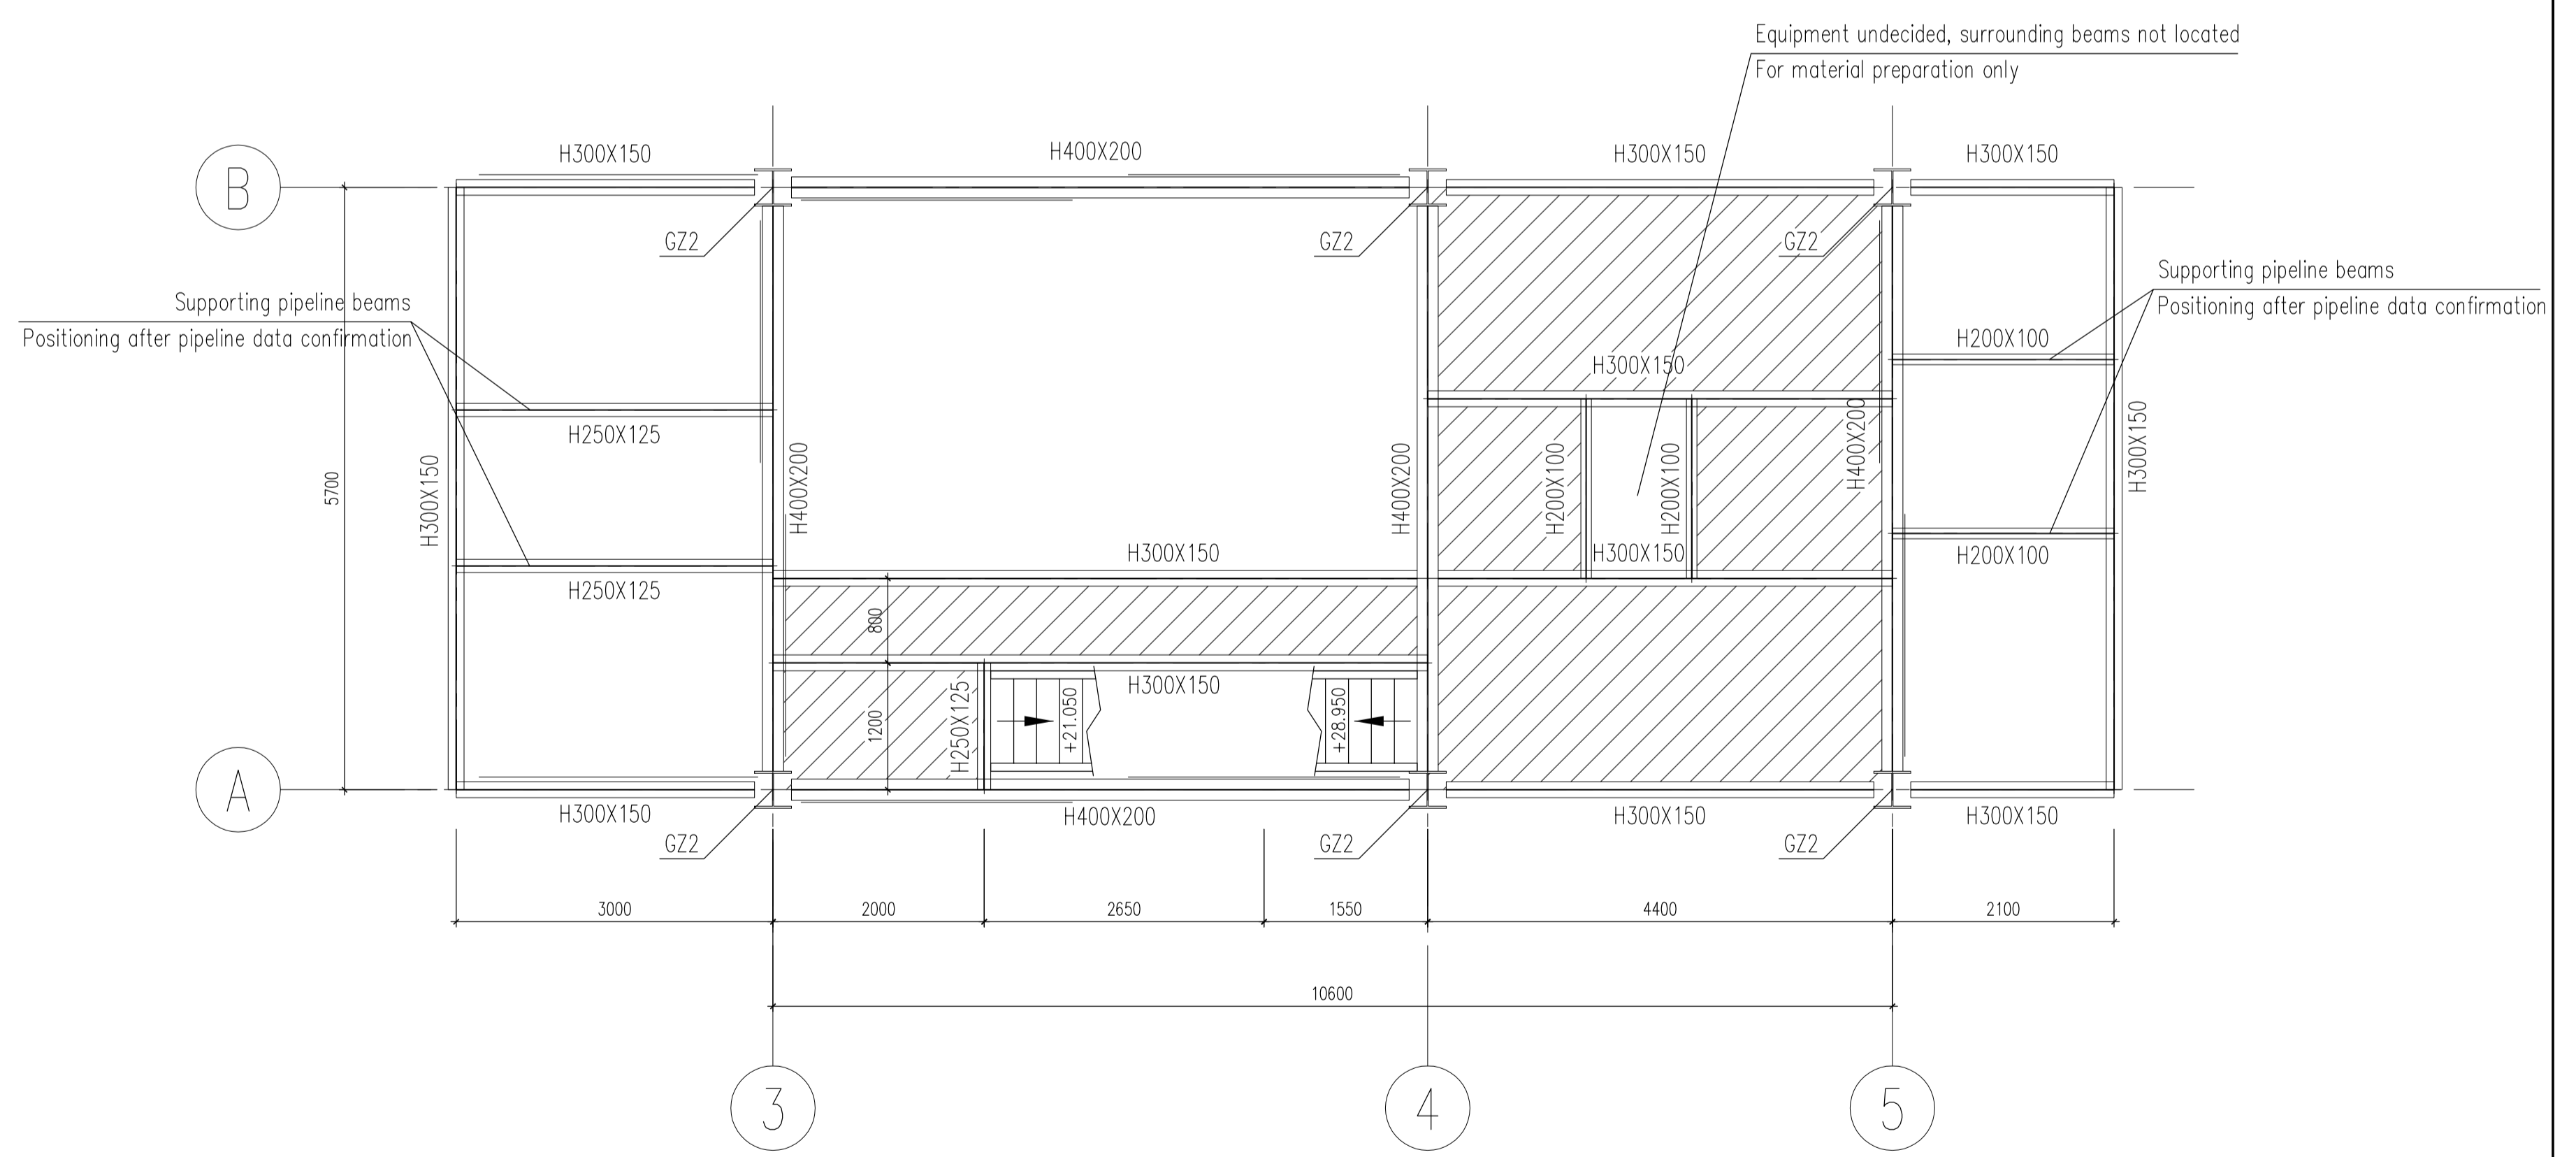 Equipment undecided, surrounding beams not located
For material preparation only
H300X150
H400X200
H300X150
H300X150
B
GZ2
GZ2
GZ2
Supporting pipeline beams
Positioning after pipeline data confirmation
Supporting pipeline beams
Positioning after pipeline data confirmation
H200X100
H300X150
H250X125
5700
H300X150
H400X200
H400X200
H200X100
H200X100
H400X200
H300X150
H300X150
H300X150
H200X100
H250X125
800
H300X150
1200
H250X125
+21.050
+28.950
A
H300X150
H400X200
H300X150
H300X150
GZ2
GZ2
GZ2
3000
2000
2650
1550
4400
2100
10600
3
4
5